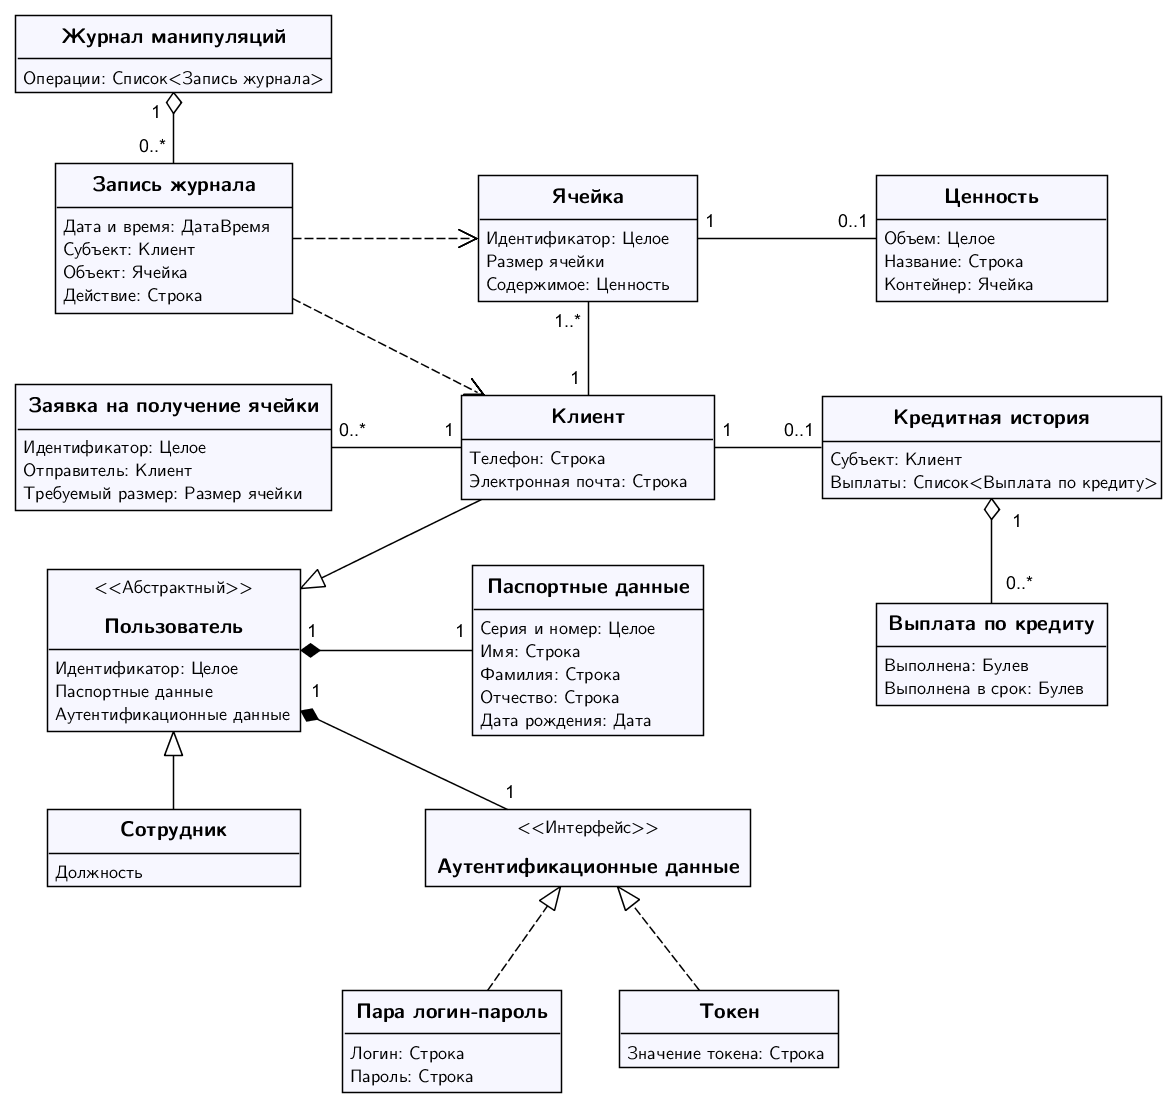 Журнал манипуляций
Операции: Список<Запись журнала>
1
0..*
Запись журнала
Дата и время: ДатаВремя
Субъект: Клиент
Объект: Ячейка
Действие: Строка
Ячейка
Идентификатор: Целое
Размер ячейки
Содержимое: Ценность
1
0..1
Ценность
Объем: Целое
Название: Строка
Контейнер: Ячейка
1..*
1
Заявка на получение ячейки
Идентификатор: Целое
Отправитель: Клиент
Требуемый размер: Размер ячейки
0..*
1
Клиент
Телефон: Строка
Электронная почта: Строка
1
0..1
Кредитная история
Субъект: Клиент
Выплаты: Список<Выплата по кредиту>
1
0..*
Выплата по кредиту
Выполнена: Булев
Выполнена в срок: Булев
<<Абстрактный>>
Пользователь
Идентификатор: Целое
Паспортные данные
Аутентификационные данные
1
1
Паспортные данные
Серия и номер: Целое
Имя: Строка
Фамилия: Строка
Отчество: Строка
Дата рождения: Дата
1
1
Сотрудник
Должность
<<Интерфейс>>
Аутентификационные данные
Пара логин-пароль
Логин: Строка
Пароль: Строка
Токен
Значение токена: Строка